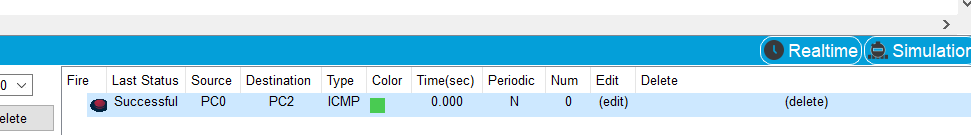 Realtime Simulation
0
Fire Last Status Source Destination Type Color Time(sec) Periodic Num Edit Delete
Successful PC0 PC2 ICMP 0.000 N 0 (edit) (delete)
elete